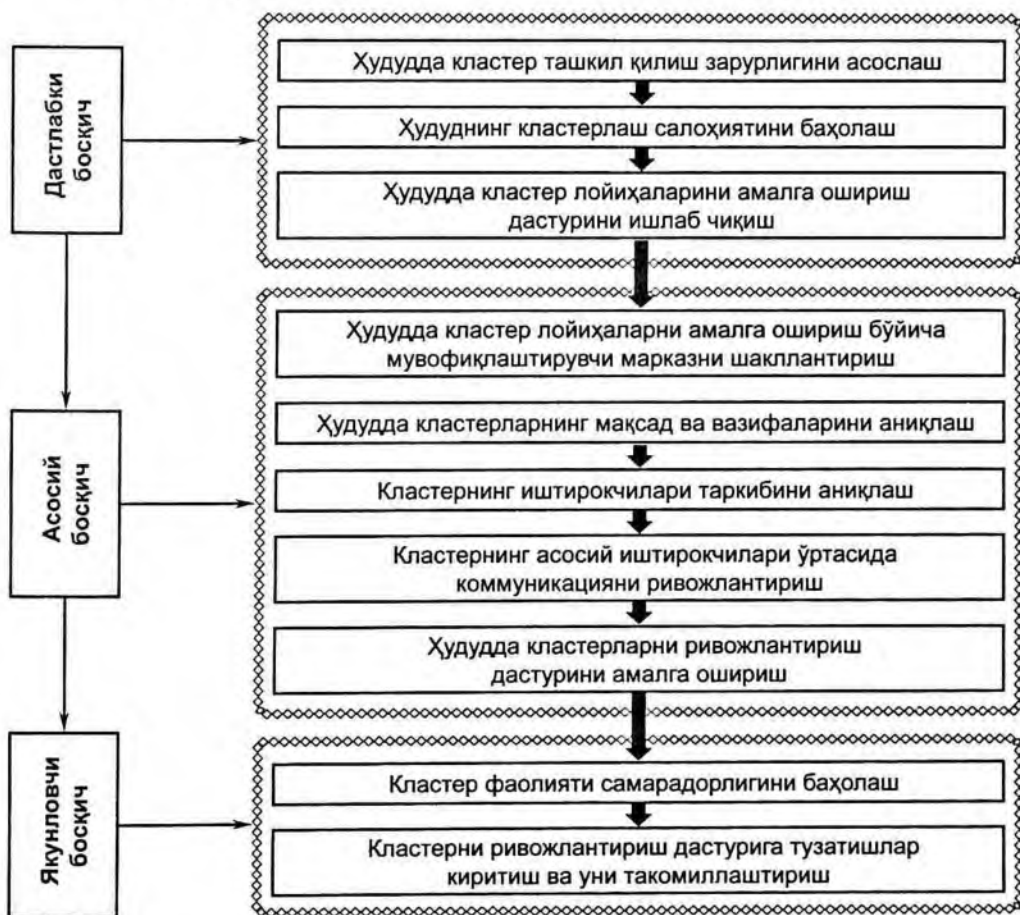 Дастлабки
босқич
Ҳудудда кластер ташкил қилиш зарурлигини асослаш
Ҳудуднинг кластерлаш салоҳиятини баҳолаш
Ҳудудда кластер лойиҳаларини амалга ошириш
дастурини ишлаб чиқиш
Асосий
босқич
Ҳудудда кластер лойиҳаларни амалга ошириш бўйича
мувофиқлаштирувчи марказни шакллантириш
Ҳудудда кластерларнинг мақсад ва вазифаларини аниқлаш
Кластернинг иштирокчилари таркибини аниқлаш
Кластернинг асосий иштирокчилари ўртасида
коммуникацияни ривожлантириш
Ҳудудда кластерларни ривожлантириш
дастурини амалга ошириш
Якунловчи
босқич
Кластер фаолияти самарадорлигини баҳолаш
Кластерни ривожлантириш дастурига тузатишлар
киритиш ва уни такомиллаштириш